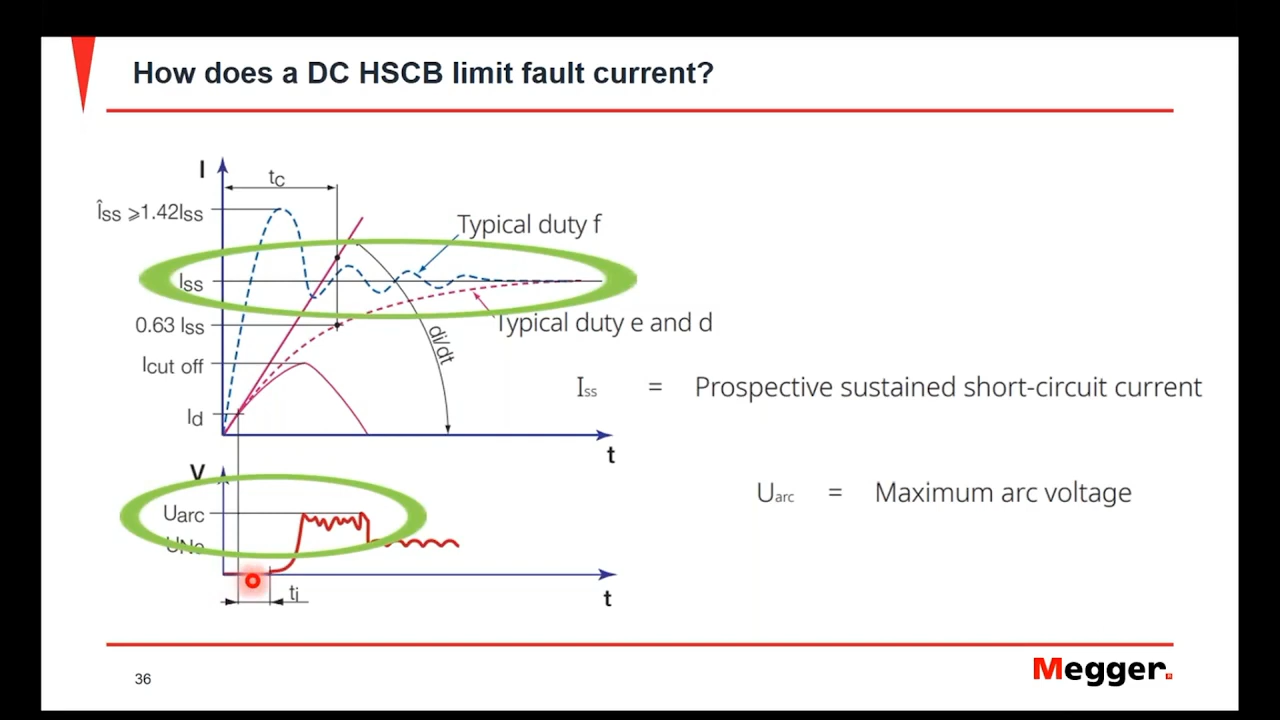 How does a DC HSCB limit fault current?
I
tc
Îss ⩾1.42Iss
Typical duty f
Iss
0.63 Iss
Typical duty e and d
di/dt
Icut off
Iss = Prospective sustained short-circuit current
Id
t
V
Uarc
Uarc = Maximum arc voltage
UNe
ti
t
36
Megger.